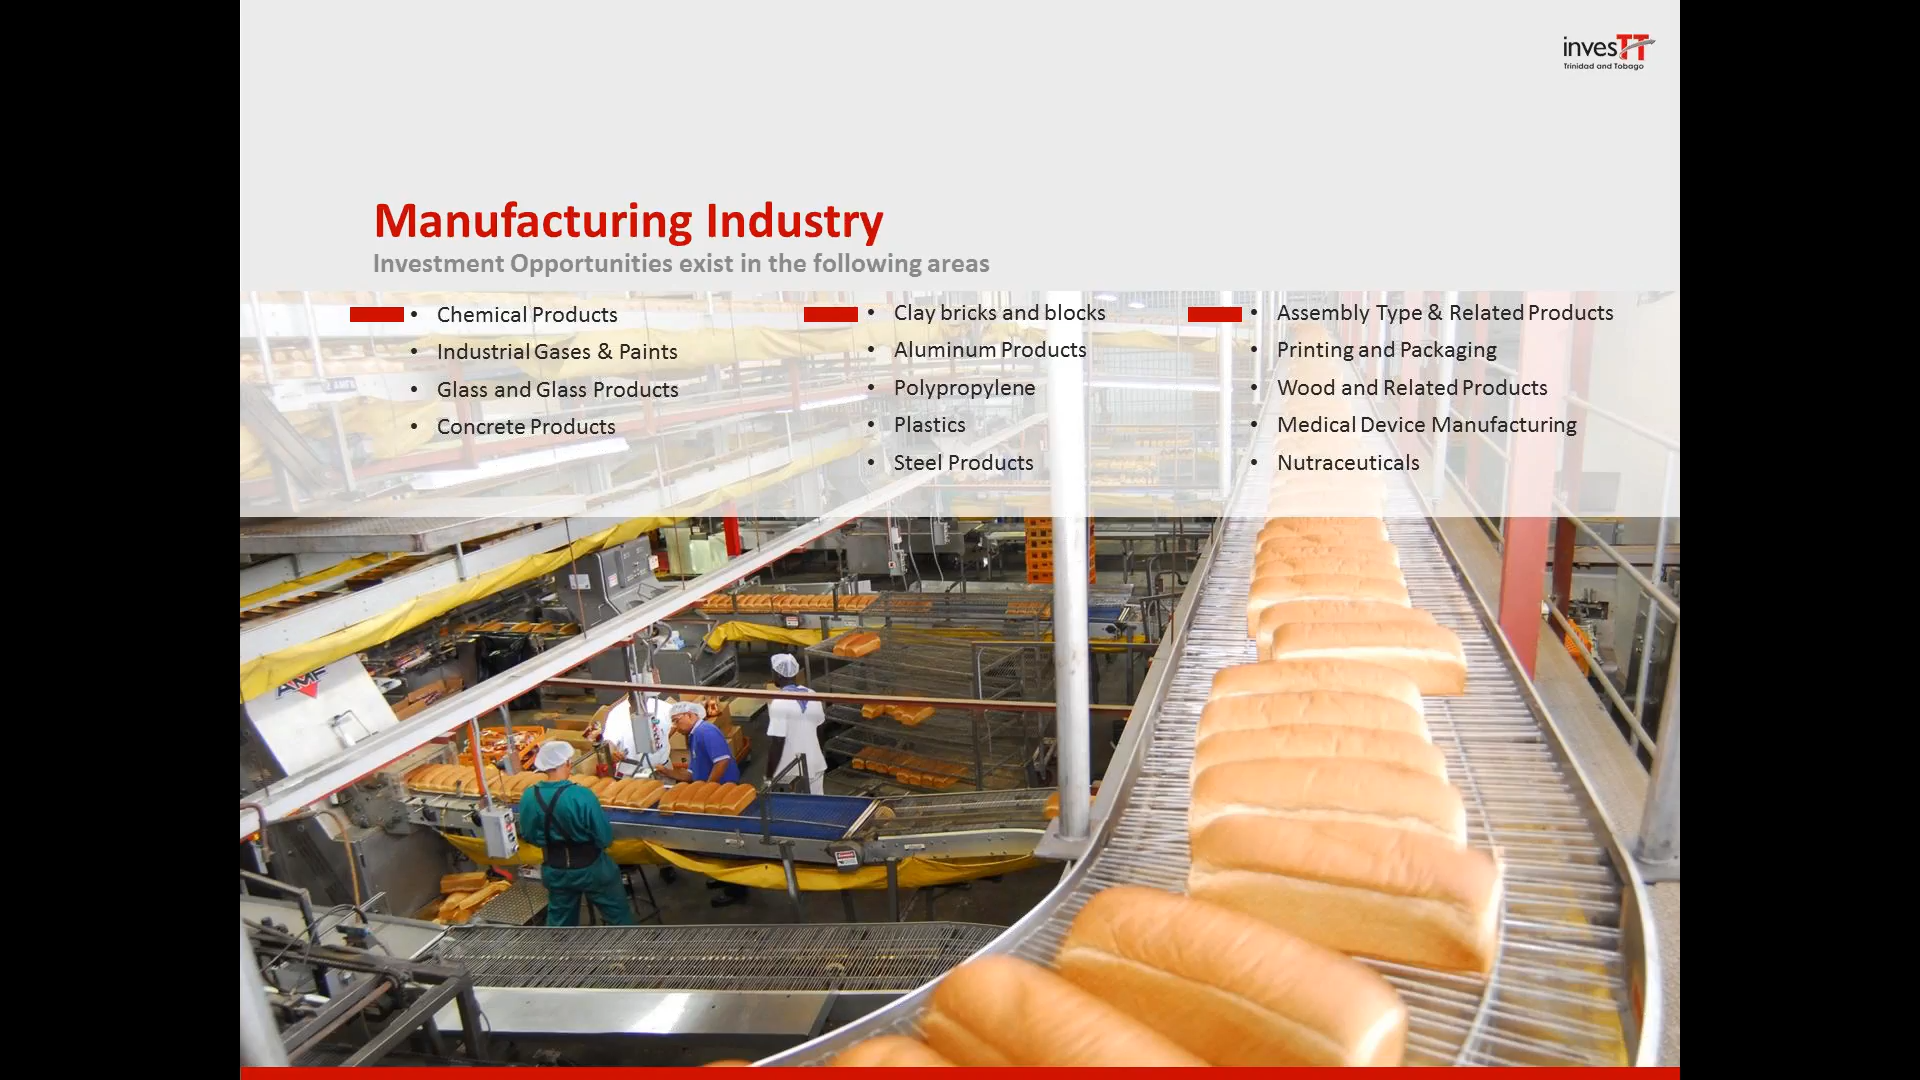 invesTT
Trinidad and Tobago
Manufacturing Industry
Investment Opportunities exist in the following areas
• Chemical Products
• Industrial Gases & Paints
• Glass and Glass Products
• Concrete Products
• Clay bricks and blocks
• Aluminum Products
• Polypropylene
• Plastics
• Steel Products
• Assembly Type & Related Products
• Printing and Packaging
• Wood and Related Products
• Medical Device Manufacturing
• Nutraceuticals
AMF